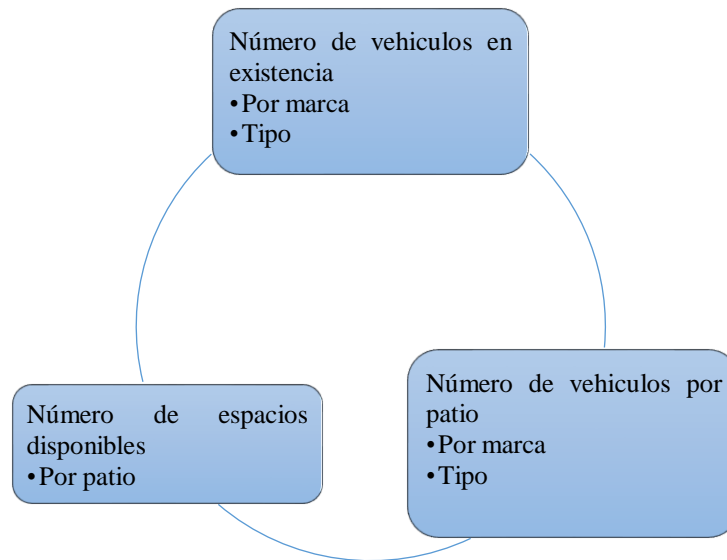 Número de vehiculos en
existencia
•Por marca
•Tipo
Número de vehiculos por
patio
•Por marca
•Tipo
Número de espacios
disponibles
•Por patio